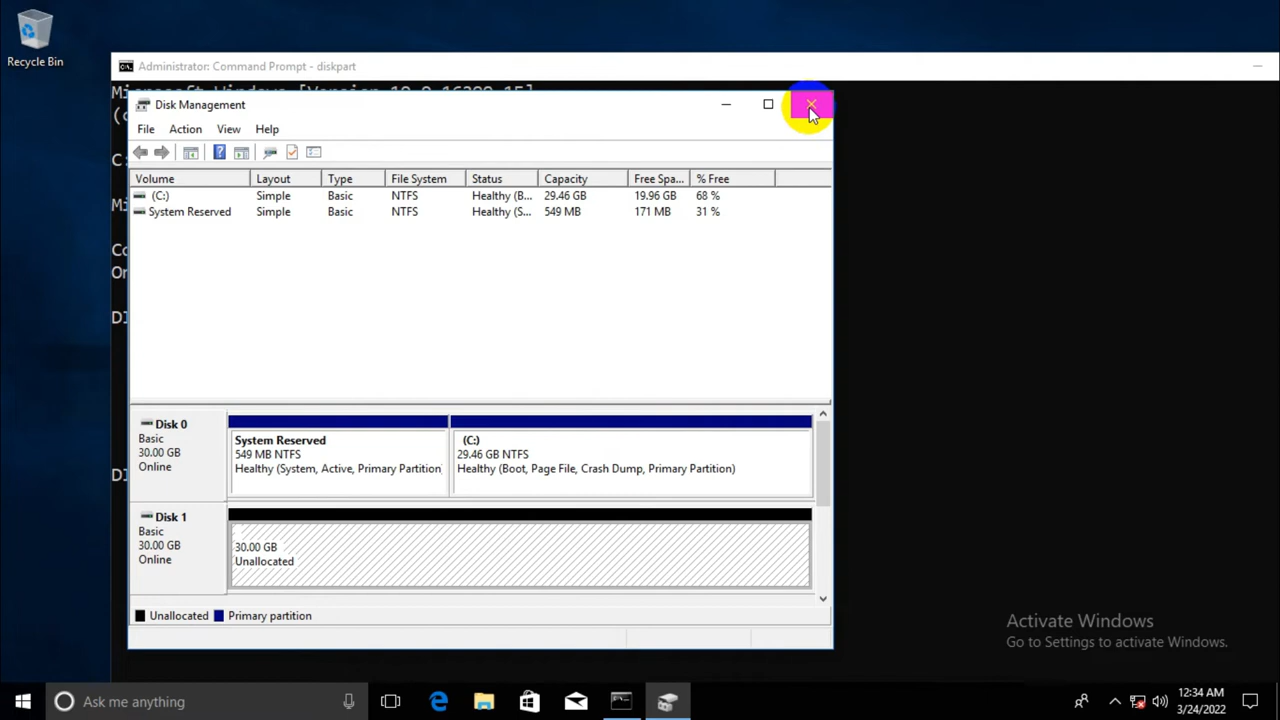 Recycle Bin
Administrator: Command Prompt - diskpart
Disk Management
File Action View Help
Volume Layout Type File System Status Capacity Free Spa... % Free
(C:) Simple Basic NTFS Healthy (B... 29.46 GB 19.96 GB 68 %
System Reserved Simple Basic NTFS Healthy (S... 549 MB 171 MB 31 %
Disk 0
Basic
30.00 GB
Online
System Reserved
549 MB NTFS
Healthy (System, Active, Primary Partition)
(C:)
29.46 GB NTFS
Healthy (Boot, Page File, Crash Dump, Primary Partition)
Disk 1
Basic
30.00 GB
Online
30.00 GB
Unallocated
Unallocated Primary partition
Activate Windows
Go to Settings to activate Windows.
Ask me anything
12:34 AM
3/24/2022